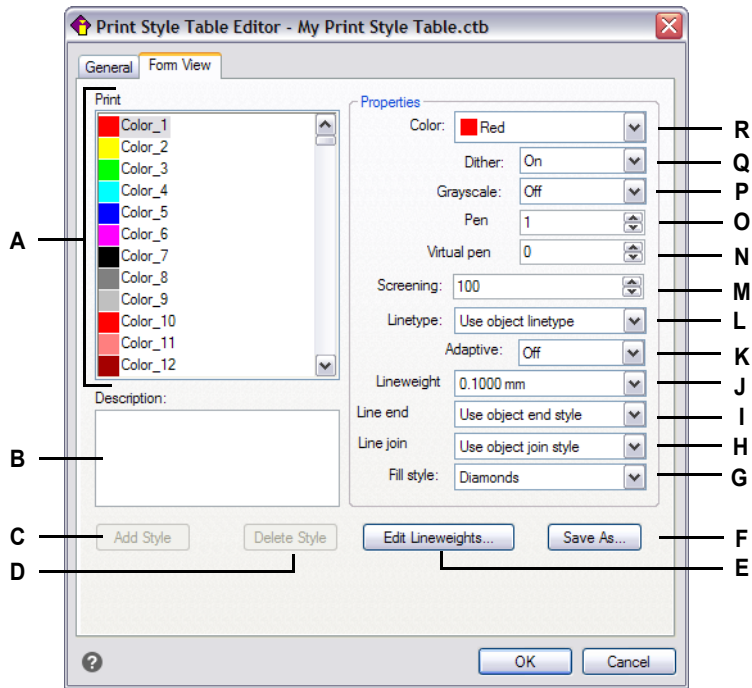 Print Style Table Editor - My Print Style Table.ctb
General Form View
Print
Color_1
Color_2
Color_3
Color_4
Color_5
Color_6
Color_7
Color_8
Color_9
Color_10
Color_11
Color_12
A
Description:
B
Properties
Color: Red R
Dither: On Q
Grayscale: Off P
Pen 1 O
Virtual pen 0 N
Screening: 100 M
Linetype: Use object linetype L
Adaptive: Off K
Lineweight 0.1000 mm J
Line end Use object end style I
Line join Use object join style H
Fill style: Diamonds G
C Add Style Delete Style Edit Lineweights... Save As... F
D E
? OK Cancel